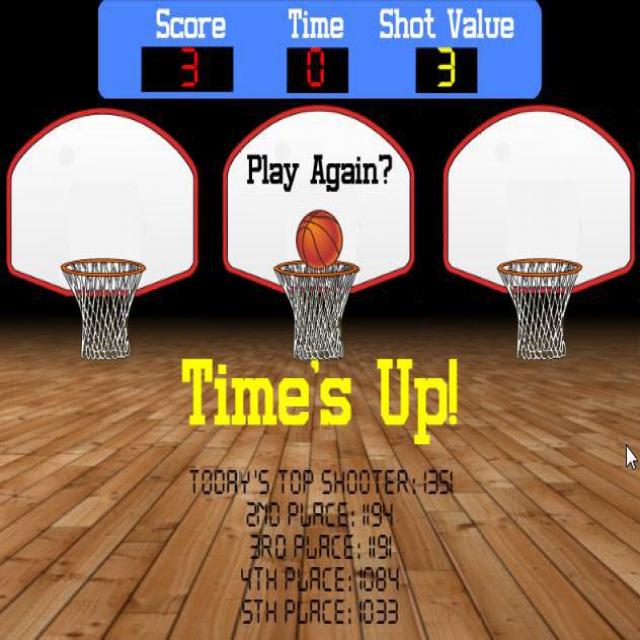 Score Time Shot Value
3 0 3
Play Again?
Time's Up!
TODAY'S TOP SHOOTER: 1351
2ND PLACE: 1194
3RD PLACE: 1191
4TH PLACE: 1084
5TH PLACE: 1033